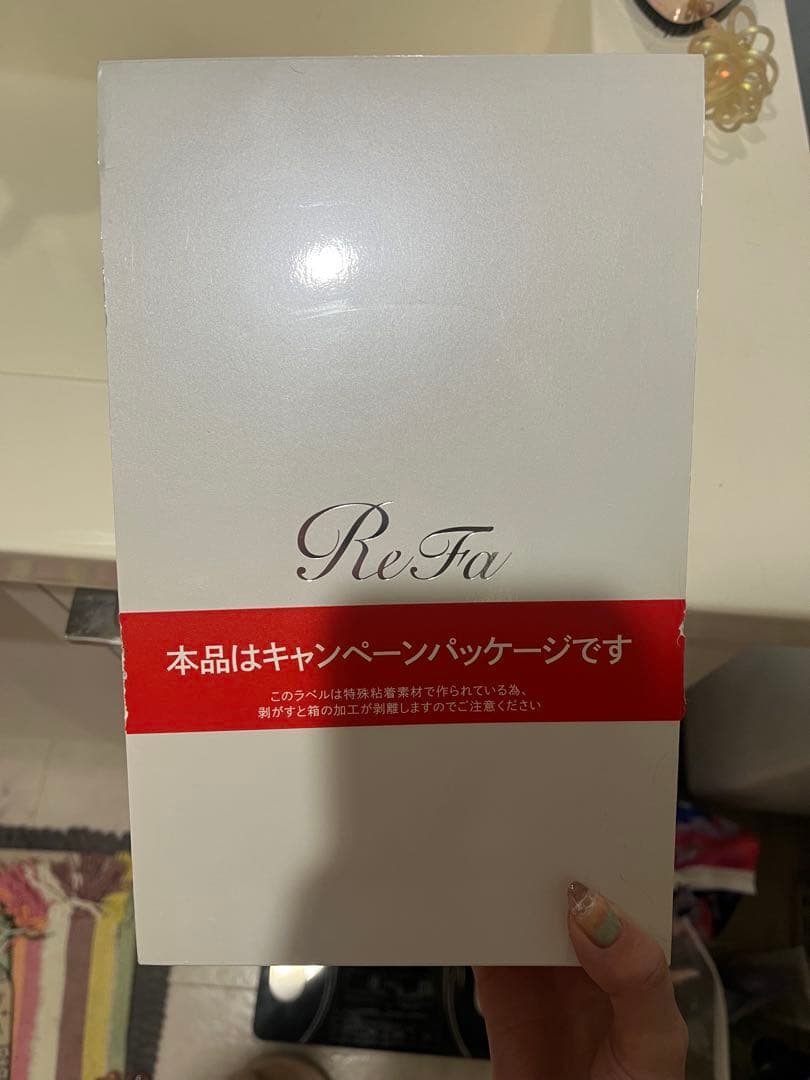 ReFa
本品はキャンペーンパッケージです
このラベルは特殊粘着素材で作られている為、
剥がすと箱の加工が剥離しますのでご注意ください